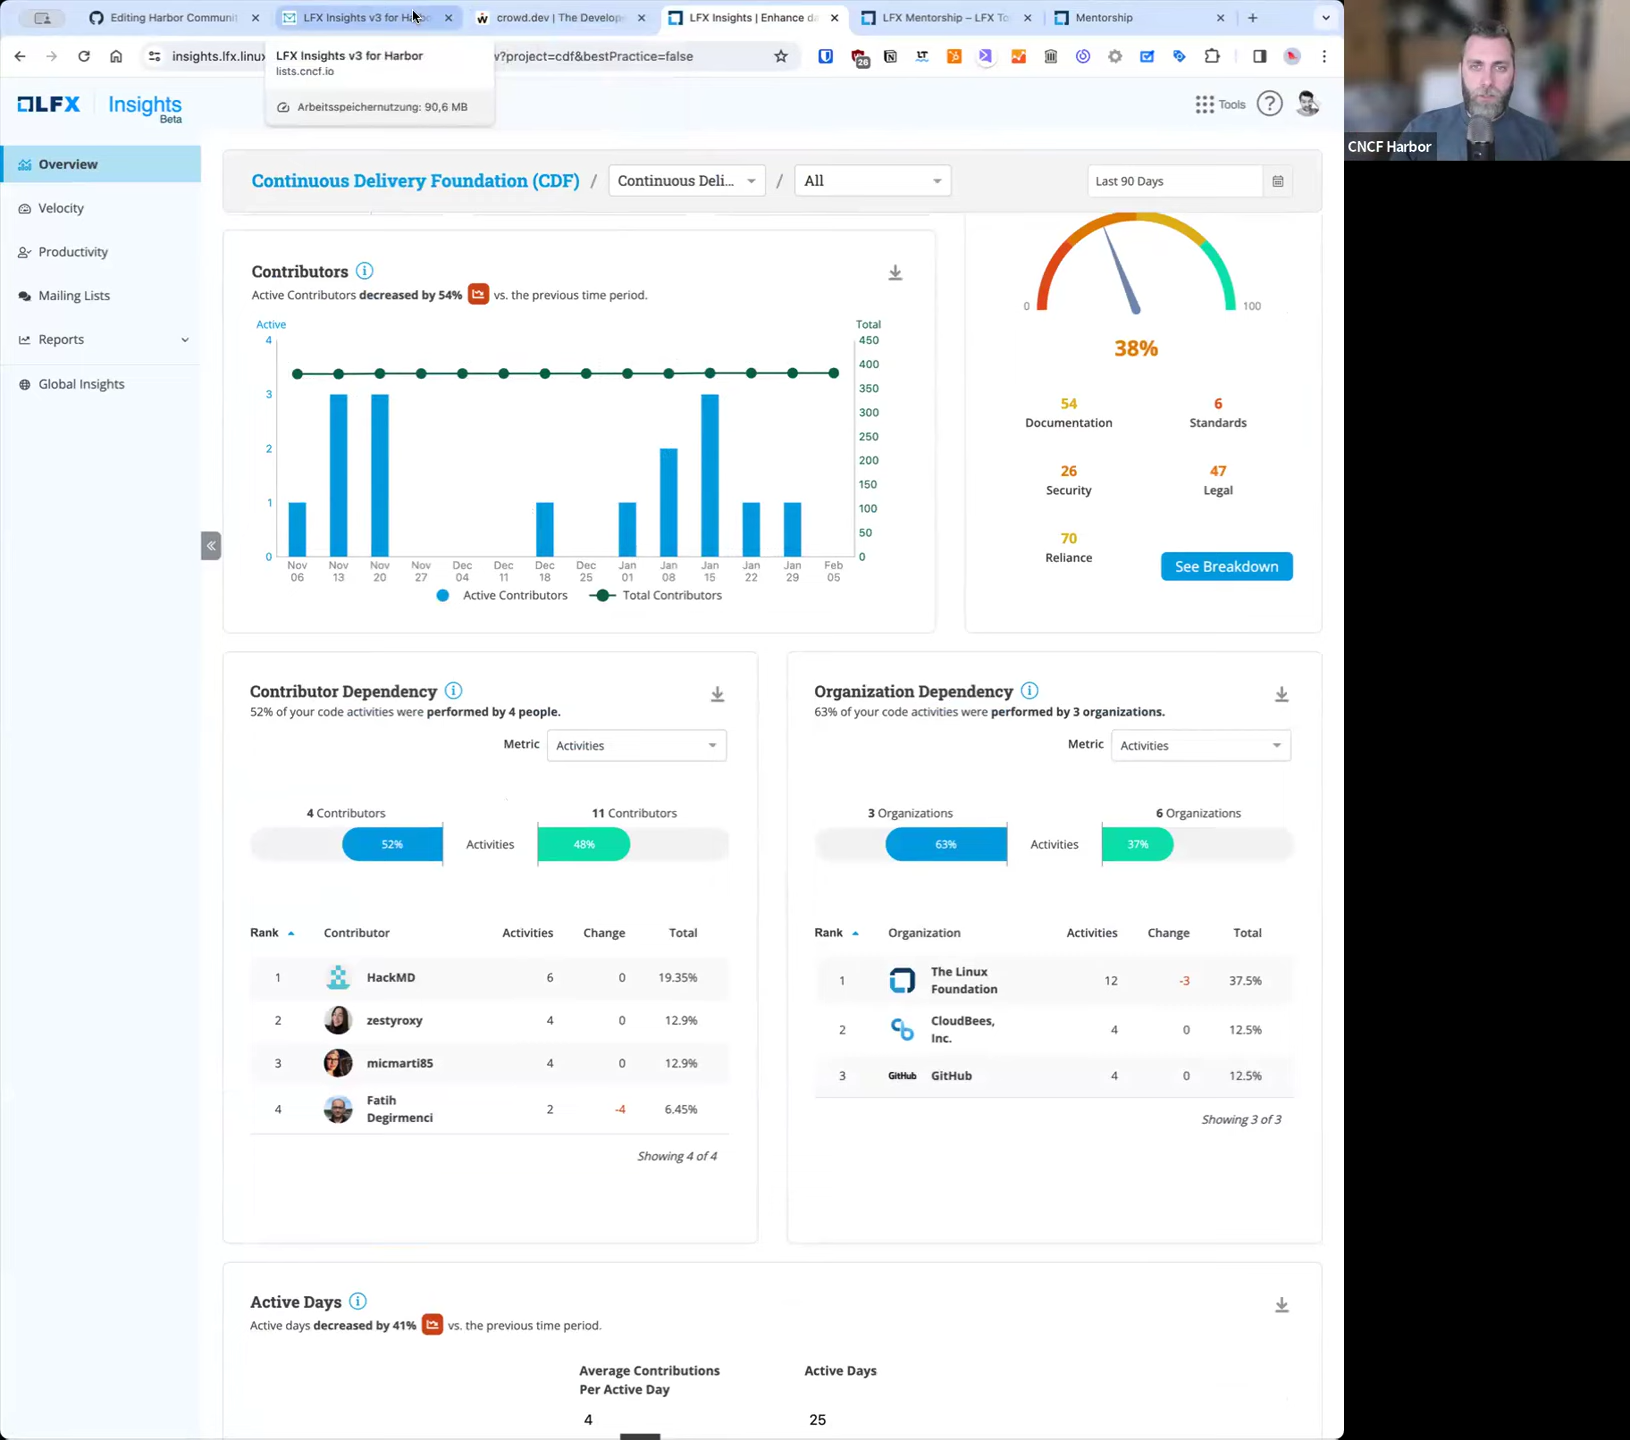 Editing Harbor Communi
LFX Insights v3 for Ha
crowd.dev | The Develop
LFX Insights | Enhance da
LFX Mentorship – LFX To
Mentorship
insights.lfx.linux
v?project=cdf&bestPractice=false
26
LFX Insights v3 for Harbor
lists.cncf.io
Arbeitsspeichernutzung: 90,6 MB
LFX Insights
Beta
Tools
?
CNCF Harbor
Overview
Velocity
Productivity
Mailing Lists
Reports
Global Insights
Continuous Delivery Foundation (CDF) / Continuous Deli... / All
Last 90 Days
Contributors
Active Contributors decreased by 54% vs. the previous time period.
Active
Total
4
3
2
1
0
450
400
350
300
250
200
150
100
50
0
Nov 06
Nov 13
Nov 20
Nov 27
Dec 04
Dec 11
Dec 18
Dec 25
Jan 01
Jan 08
Jan 15
Jan 22
Jan 29
Feb 05
Active Contributors
Total Contributors
0
100
38%
54
Documentation
6
Standards
26
Security
47
Legal
70
Reliance
See Breakdown
Contributor Dependency
52% of your code activities were performed by 4 people.
Metric Activities
4 Contributors
11 Contributors
52% Activities 48%
Rank Contributor Activities Change Total
1 HackMD 6 0 19.35%
2 zestyroxy 4 0 12.9%
3 micmarti85 4 0 12.9%
4 Fatih Degirmenci 2 -4 6.45%
Showing 4 of 4
Organization Dependency
63% of your code activities were performed by 3 organizations.
Metric Activities
3 Organizations
6 Organizations
63% Activities 37%
Rank Organization Activities Change Total
1 The Linux Foundation 12 -3 37.5%
2 CloudBees, Inc. 4 0 12.5%
3 GitHub GitHub 4 0 12.5%
Showing 3 of 3
Active Days
Active days decreased by 41% vs. the previous time period.
Average Contributions
Per Active Day
4
Active Days
25